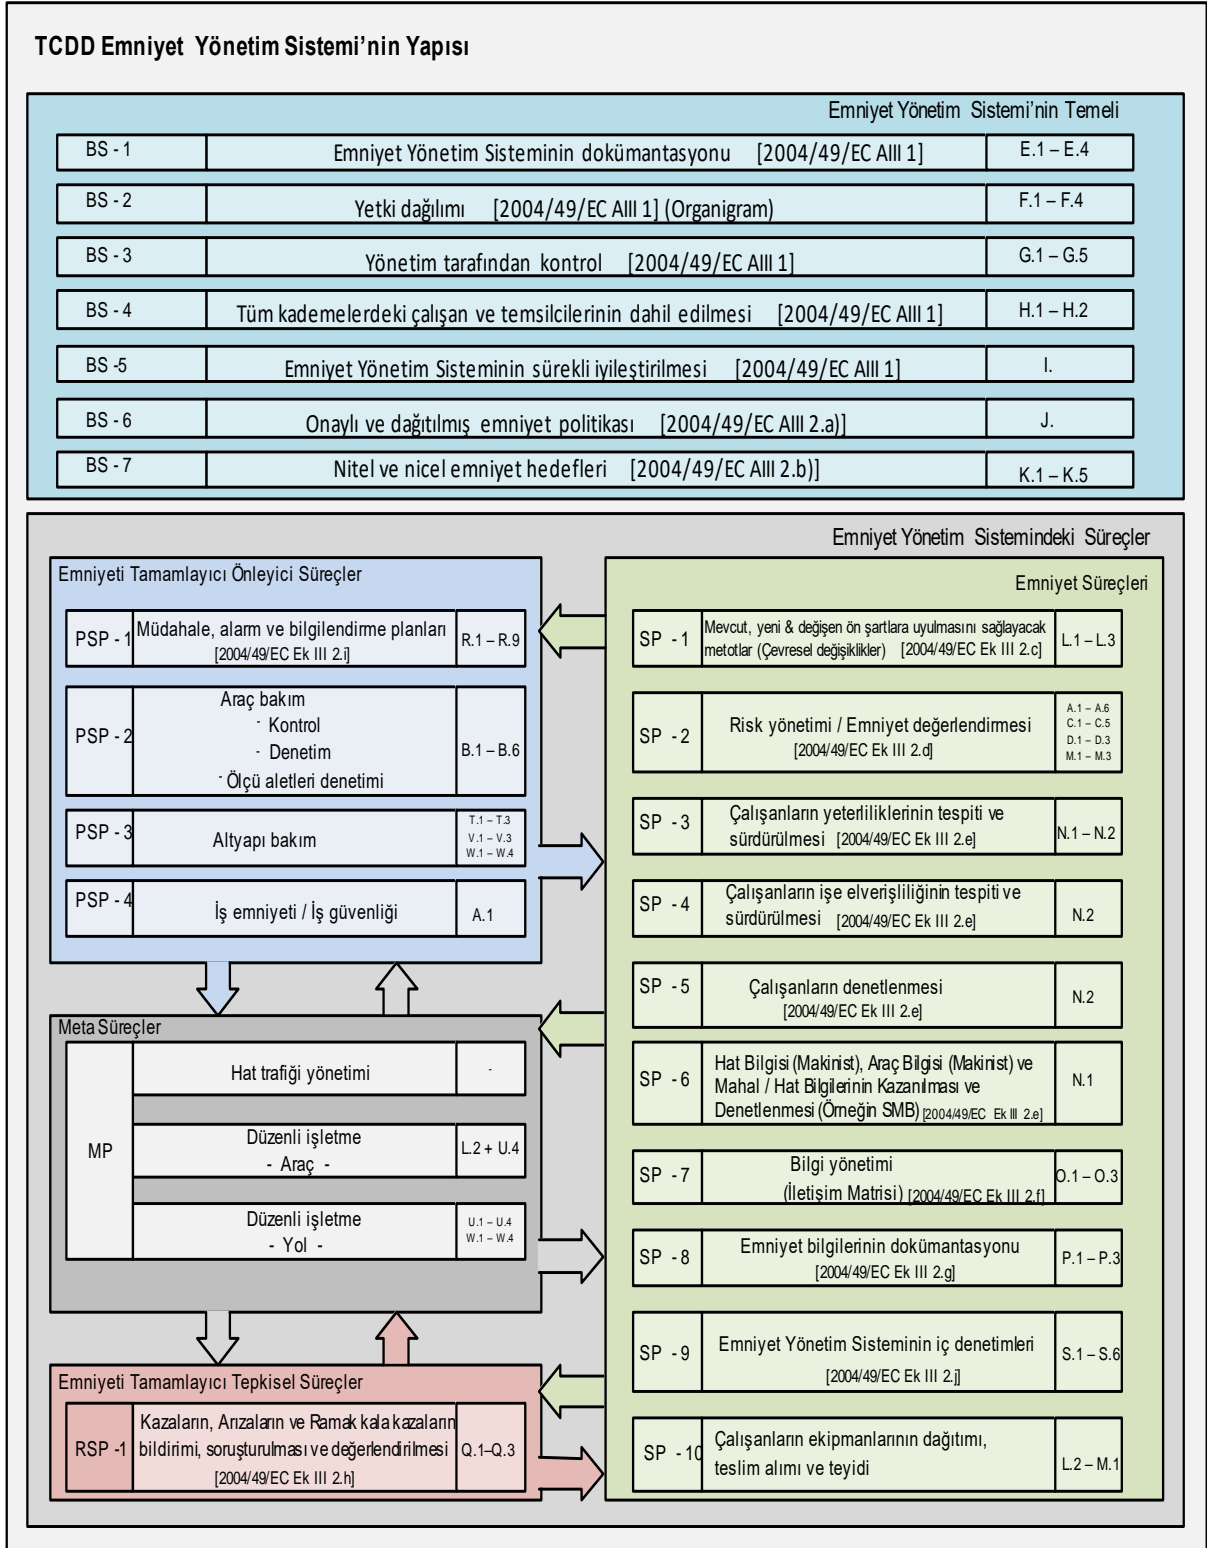 TCDD Emniyet Yönetim Sistemi'nin Yapısı
Emniyet Yönetim Sistemi'nin Temeli
BS - 1 Emniyet Yönetim Sisteminin dokümantasyonu [2004/49/EC AIII 1] E.1 – E.4
BS - 2 Yetki dağılımı [2004/49/EC AIII 1] (Organigram) F.1 – F.4
BS - 3 Yönetim tarafından kontrol [2004/49/EC AIII 1] G.1 – G.5
BS - 4 Tüm kademelerdeki çalışan ve temsilcilerinin dahil edilmesi [2004/49/EC AIII 1] H.1 – H.2
BS -5 Emniyet Yönetim Sisteminin sürekli iyileştirilmesi [2004/49/EC AIII 1] I.
BS - 6 Onaylı ve dağıtılmış emniyet politikası [2004/49/EC AIII 2.a)] J.
BS - 7 Nitel ve nicel emniyet hedefleri [2004/49/EC AIII 2.b)] K.1 – K.5
Emniyet Yönetim Sistemindeki Süreçler
Emniyeti Tamamlayıcı Önleyici Süreçler
PSP - 1 Müdahale, alarm ve bilgilendirme planları R.1 – R.9
[2004/49/EC Ek III 2.i]
PSP - 2 Araç bakım B.1 – B.6
- Kontrol
- Denetim
- Ölçü aletleri denetimi
PSP - 3 Altyapı bakım
T.1 – T.3
V.1 – V.3
W.1 – W.4
PSP - 4 İş emniyeti / İş güvenliği A.1
Meta Süreçler
MP
Hat trafiği yönetimi -
Düzenli işletme L.2 + U.4
- Araç -
Düzenli işletme
- Yol -
U.1 – U.4
W.1 – W.4
Emniyeti Tamamlayıcı Tepkisel Süreçler
RSP -1
Kazaların, Arızaların ve Ramak kala kazaların
bildirimi, soruşturulması ve değerlendirilmesi Q.1–Q.3
[2004/49/EC Ek III 2.h]
Emniyet Süreçleri
SP - 1 Mevcut, yeni & değişen ön şartlara uyulmasını sağlayacak
metotlar (Çevresel değişiklikler) [2004/49/EC Ek III 2.c] L.1 – L.3
SP - 2 Risk yönetimi / Emniyet değerlendirmesi
[2004/49/EC Ek III 2.d]
A.1 – A.6
C.1 – C.5
D.1 – D.3
M.1 – M.3
SP - 3 Çalışanların yeterliliklerinin tespiti ve
sürdürülmesi [2004/49/EC Ek III 2.e] N.1 – N.2
SP - 4 Çalışanların işe elverişliliğinin tespiti ve
sürdürülmesi [2004/49/EC Ek III 2.e] N.2
SP - 5 Çalışanların denetlenmesi N.2
[2004/49/EC Ek III 2.e]
SP - 6 Hat Bilgisi (Makinist), Araç Bilgisi (Makinist) ve
Mahal / Hat Bilgilerinin Kazanılması ve N.1
Denetlenmesi (Örneğin SMB) [2004/49/EC Ek III 2.e]
SP - 7 Bilgi yönetimi O.1 – O.3
(İletişim Matrisi) [2004/49/EC Ek III 2.f]
SP - 8 Emniyet bilgilerinin dokümantasyonu P.1 – P.3
[2004/49/EC Ek III 2.g]
SP - 9 Emniyet Yönetim Sisteminin iç denetimleri S.1 – S.6
[2004/49/EC Ek III 2.j]
SP - 10 Çalışanların ekipmanlarının dağıtımı,
teslim alımı ve teyidi L.2 – M.1